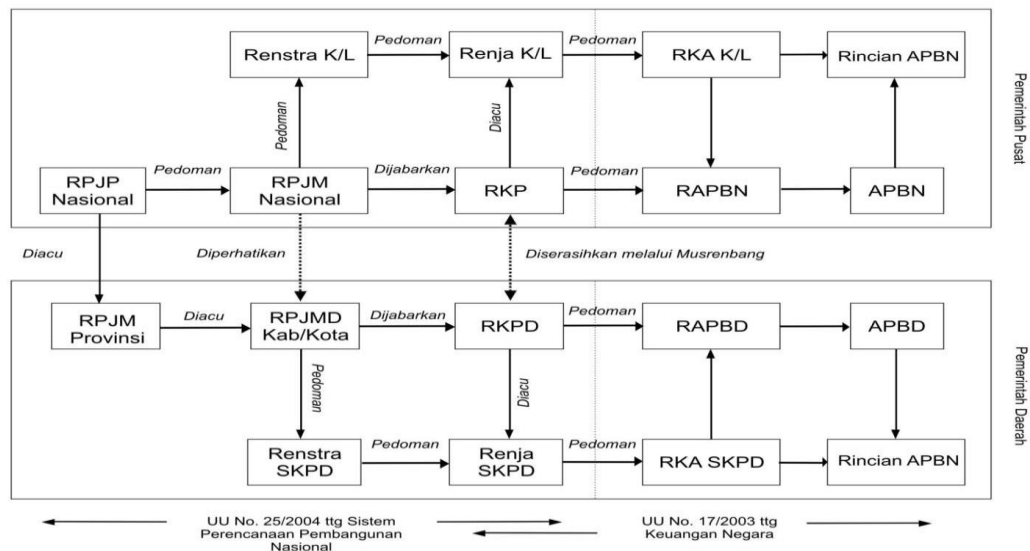 Pedoman
Pedoman
Renstra K/L
Renja K/L
RKA K/L
Rincian APBN
Pedoman
Diacu
Pemerintah Pusat
RPJP
Nasional
Pedoman
RPJM
Nasional
Dijabarkan
RKP
Pedoman
RAPBN
APBN
Diacu
Diperhatikan
Diserasihkan melalui Musrenbang
RPJM
Provinsi
Diacu
RPJMD
Kab/Kota
Dijabarkan
RKPD
Pedoman
RAPBD
APBD
Pedoman
Diacu
Pemerintah Daerah
Renstra
SKPD
Pedoman
Renja
SKPD
Pedoman
RKA SKPD
Rincian APBN
UU No. 25/2004 ttg Sistem
Perencanaan Pembangunan
Nasional
UU No. 17/2003 ttg
Keuangan Negara